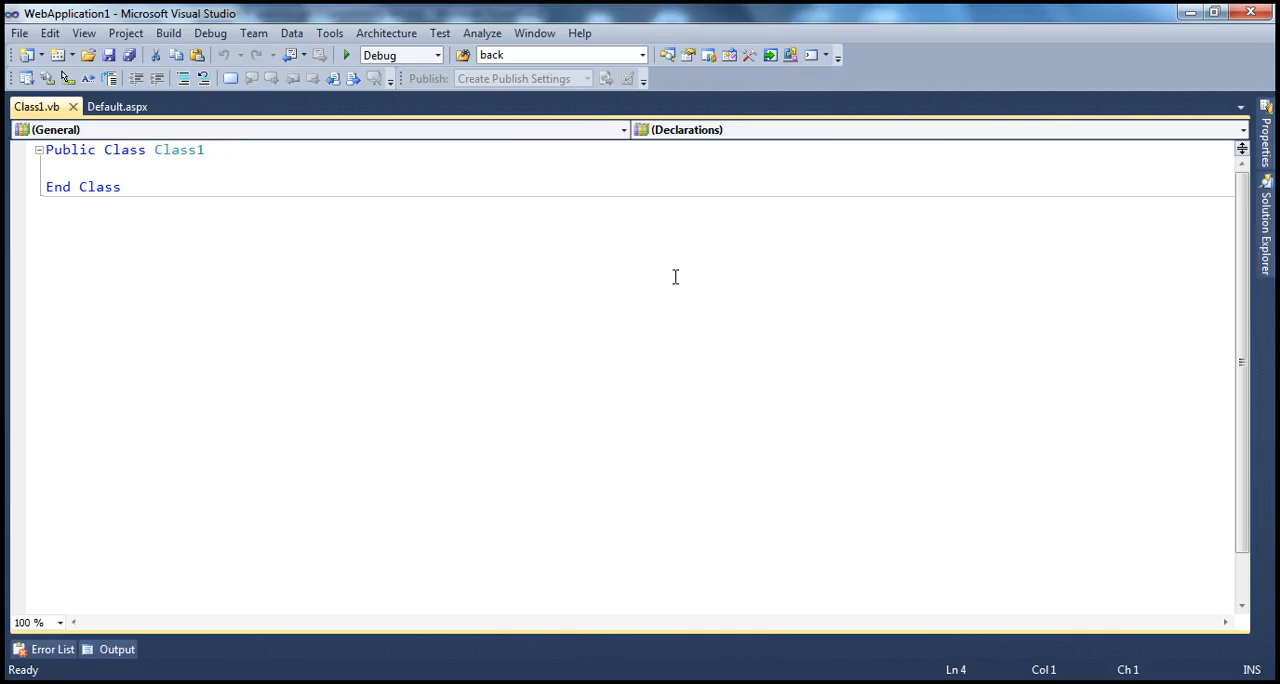 WebApplication1 - Microsoft Visual Studio
File Edit View Project Build Debug Team Data Tools Architecture Test Analyze Window Help
Debug back
Publish: Create Publish Settings
Class1.vb Default.aspx
(General) (Declarations)
Public Class Class1
End Class
Properties
Solution Explorer
100 %
Error List Output
Ready Ln 4 Col 1 Ch 1 INS